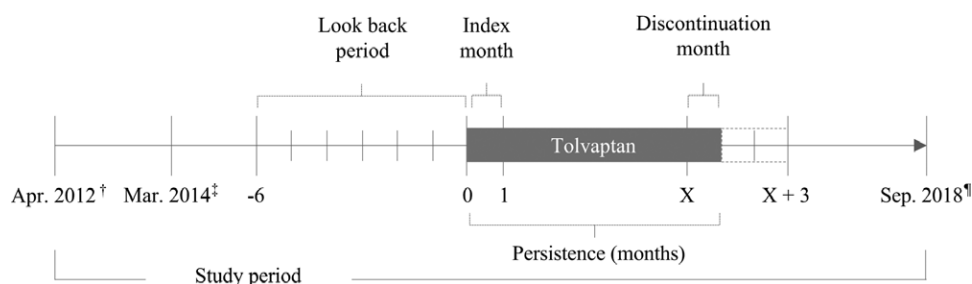 Look back
period
Index
month
Discontinuation
month
Tolvaptan
Apr. 2012 †
Mar. 2014‡
-6
0
1
X
X + 3
Sep. 2018¶
Persistence (months)
Study period